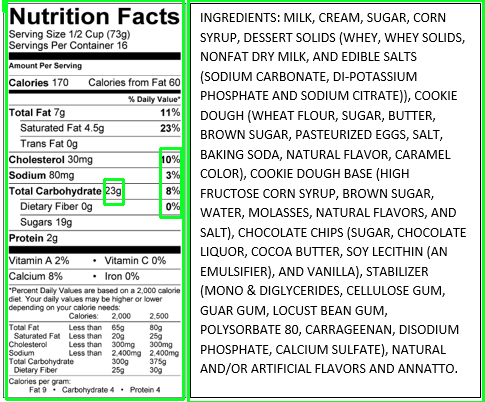 Nutrition Facts
Serving Size 1/2 Cup (73g)
Servings Per Container 16
Amount Per Serving
Calories 170 Calories from Fat 60
% Daily Value*
Total Fat 7g 11%
Saturated Fat 4.5g 23%
Trans Fat 0g
Cholesterol 30mg 10%
Sodium 80mg 3%
Total Carbohydrate 23g 8%
Dietary Fiber 0g 0%
Sugars 19g
Protein 2g
Vitamin A 2% • Vitamin C 0%
Calcium 8% • Iron 0%
*Percent Daily Values are based on a 2,000 calorie
diet. Your daily values may be higher or lower
depending on your calorie needs:
Calories: 2,000 2,500
Total Fat Less than 65g 80g
Saturated Fat Less than 20g 25g
Cholesterol Less than 300mg 300mg
Sodium Less than 2,400mg 2,400mg
Total Carbohydrate 300g 375g
Dietary Fiber 25g 30g
Calories per gram:
Fat 9 • Carbohydrate 4 • Protein 4
INGREDIENTS: MILK, CREAM, SUGAR, CORN
SYRUP, DESSERT SOLIDS (WHEY, WHEY SOLIDS,
NONFAT DRY MILK, AND EDIBLE SALTS
(SODIUM CARBONATE, DI-POTASSIUM
PHOSPHATE AND SODIUM CITRATE)), COOKIE
DOUGH (WHEAT FLOUR, SUGAR, BUTTER,
BROWN SUGAR, PASTEURIZED EGGS, SALT,
BAKING SODA, NATURAL FLAVOR, CARAMEL
COLOR), COOKIE DOUGH BASE (HIGH
FRUCTOSE CORN SYRUP, BROWN SUGAR,
WATER, MOLASSES, NATURAL FLAVORS, AND
SALT), CHOCOLATE CHIPS (SUGAR, CHOCOLATE
LIQUOR, COCOA BUTTER, SOY LECITHIN (AN
EMULSIFIER), AND VANILLA), STABILIZER
(MONO & DIGLYCERIDES, CELLULOSE GUM,
GUAR GUM, LOCUST BEAN GUM,
POLYSORBATE 80, CARRAGEENAN, DISODIUM
PHOSPHATE, CALCIUM SULFATE), NATURAL
AND/OR ARTIFICIAL FLAVORS AND ANNATTO.